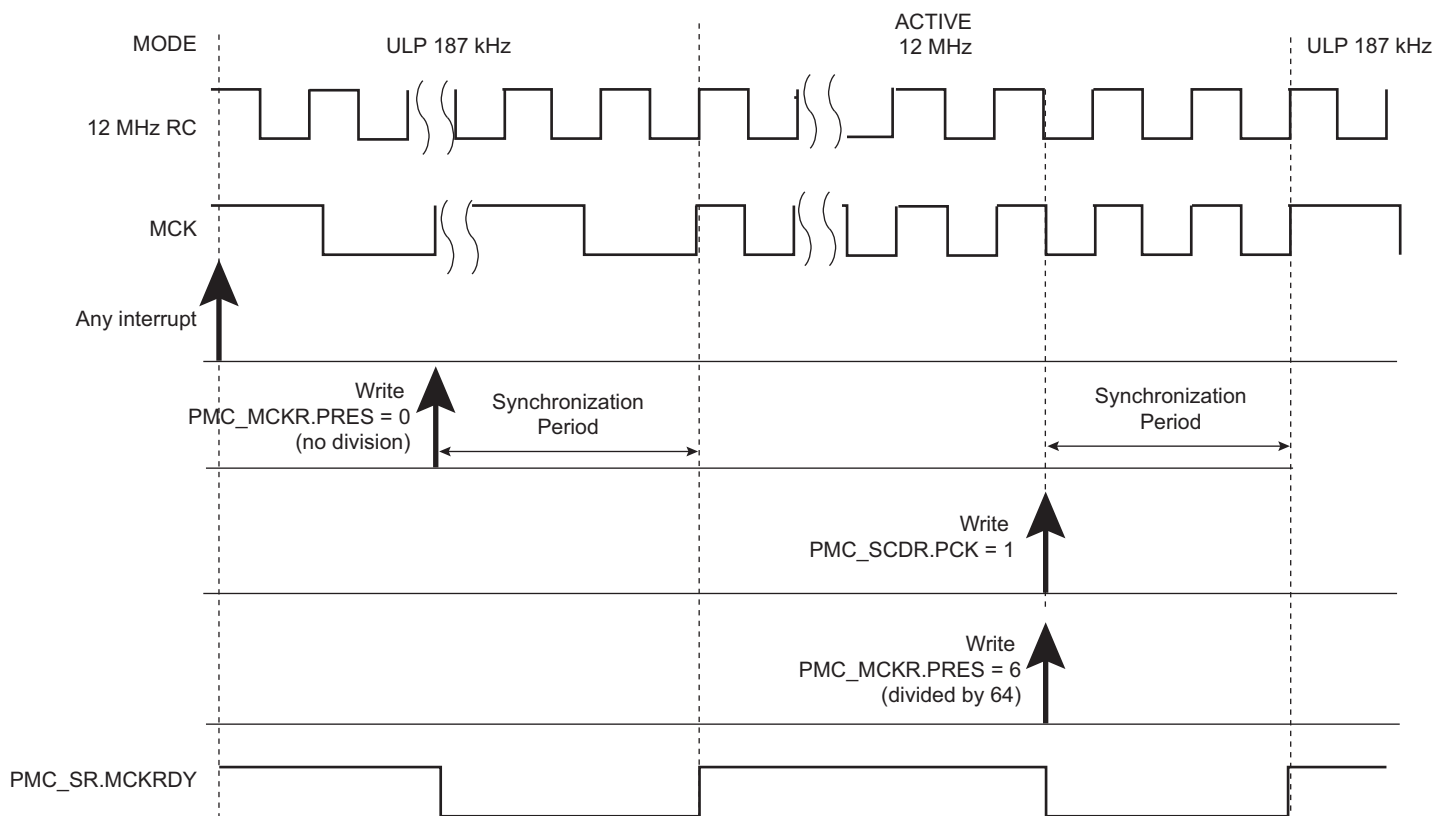 MODE
ULP 187 kHz
ACTIVE
12 MHz
ULP 187 kHz
12 MHz RC
MCK
Any interrupt
Write
PMC_MCKR.PRES = 0
(no division)
Synchronization
Period
Synchronization
Period
Write
PMC_SCDR.PCK = 1
Write
PMC_MCKR.PRES = 6
(divided by 64)
PMC_SR.MCKRDY